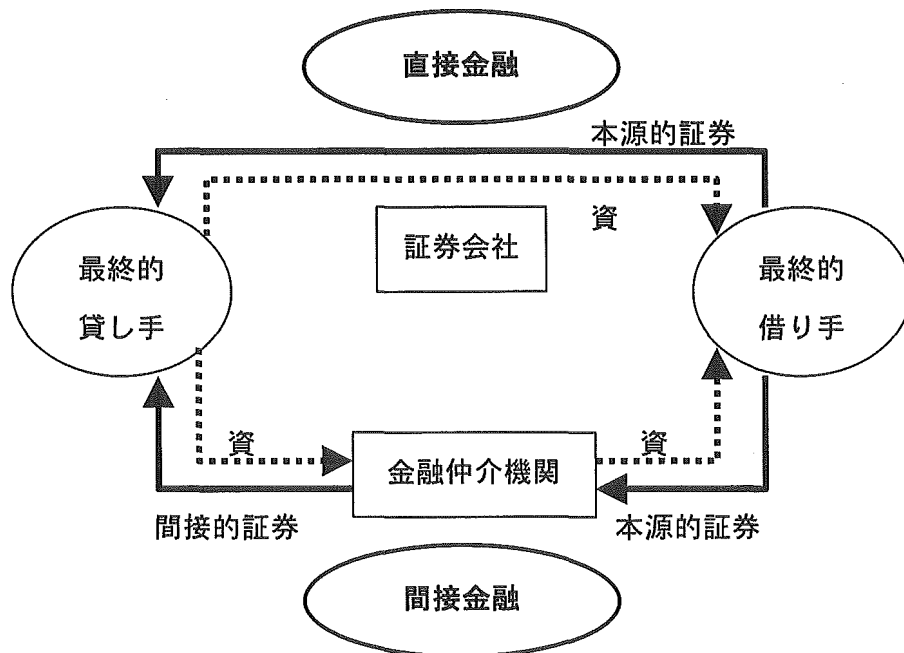 直接金融
本源的証券
資
証券会社
最終的
貸し手
最終的
借り手
資
資
金融仲介機関
間接的証券
本源的証券
間接金融